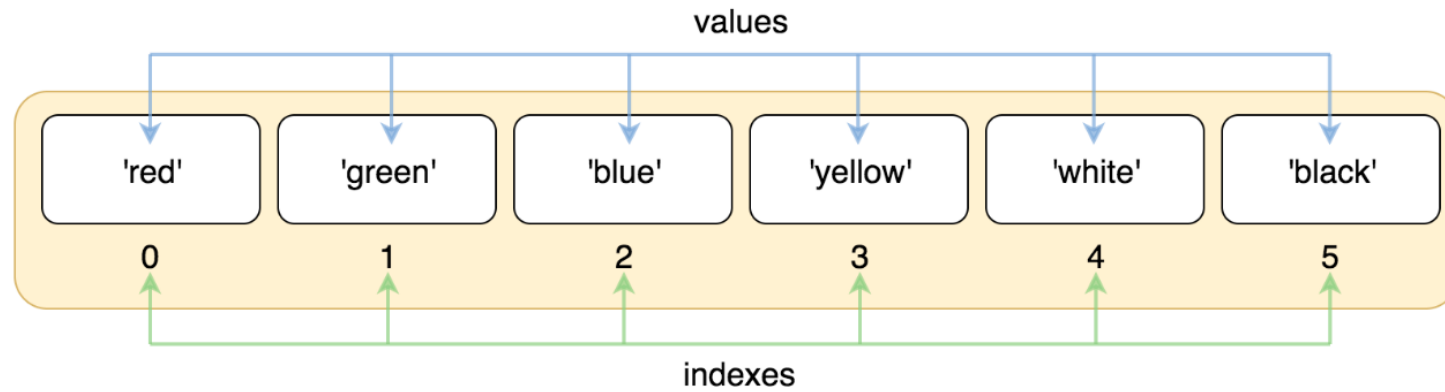 values
'red' 'green' 'blue' 'yellow' 'white' 'black'
0 1 2 3 4 5
indexes